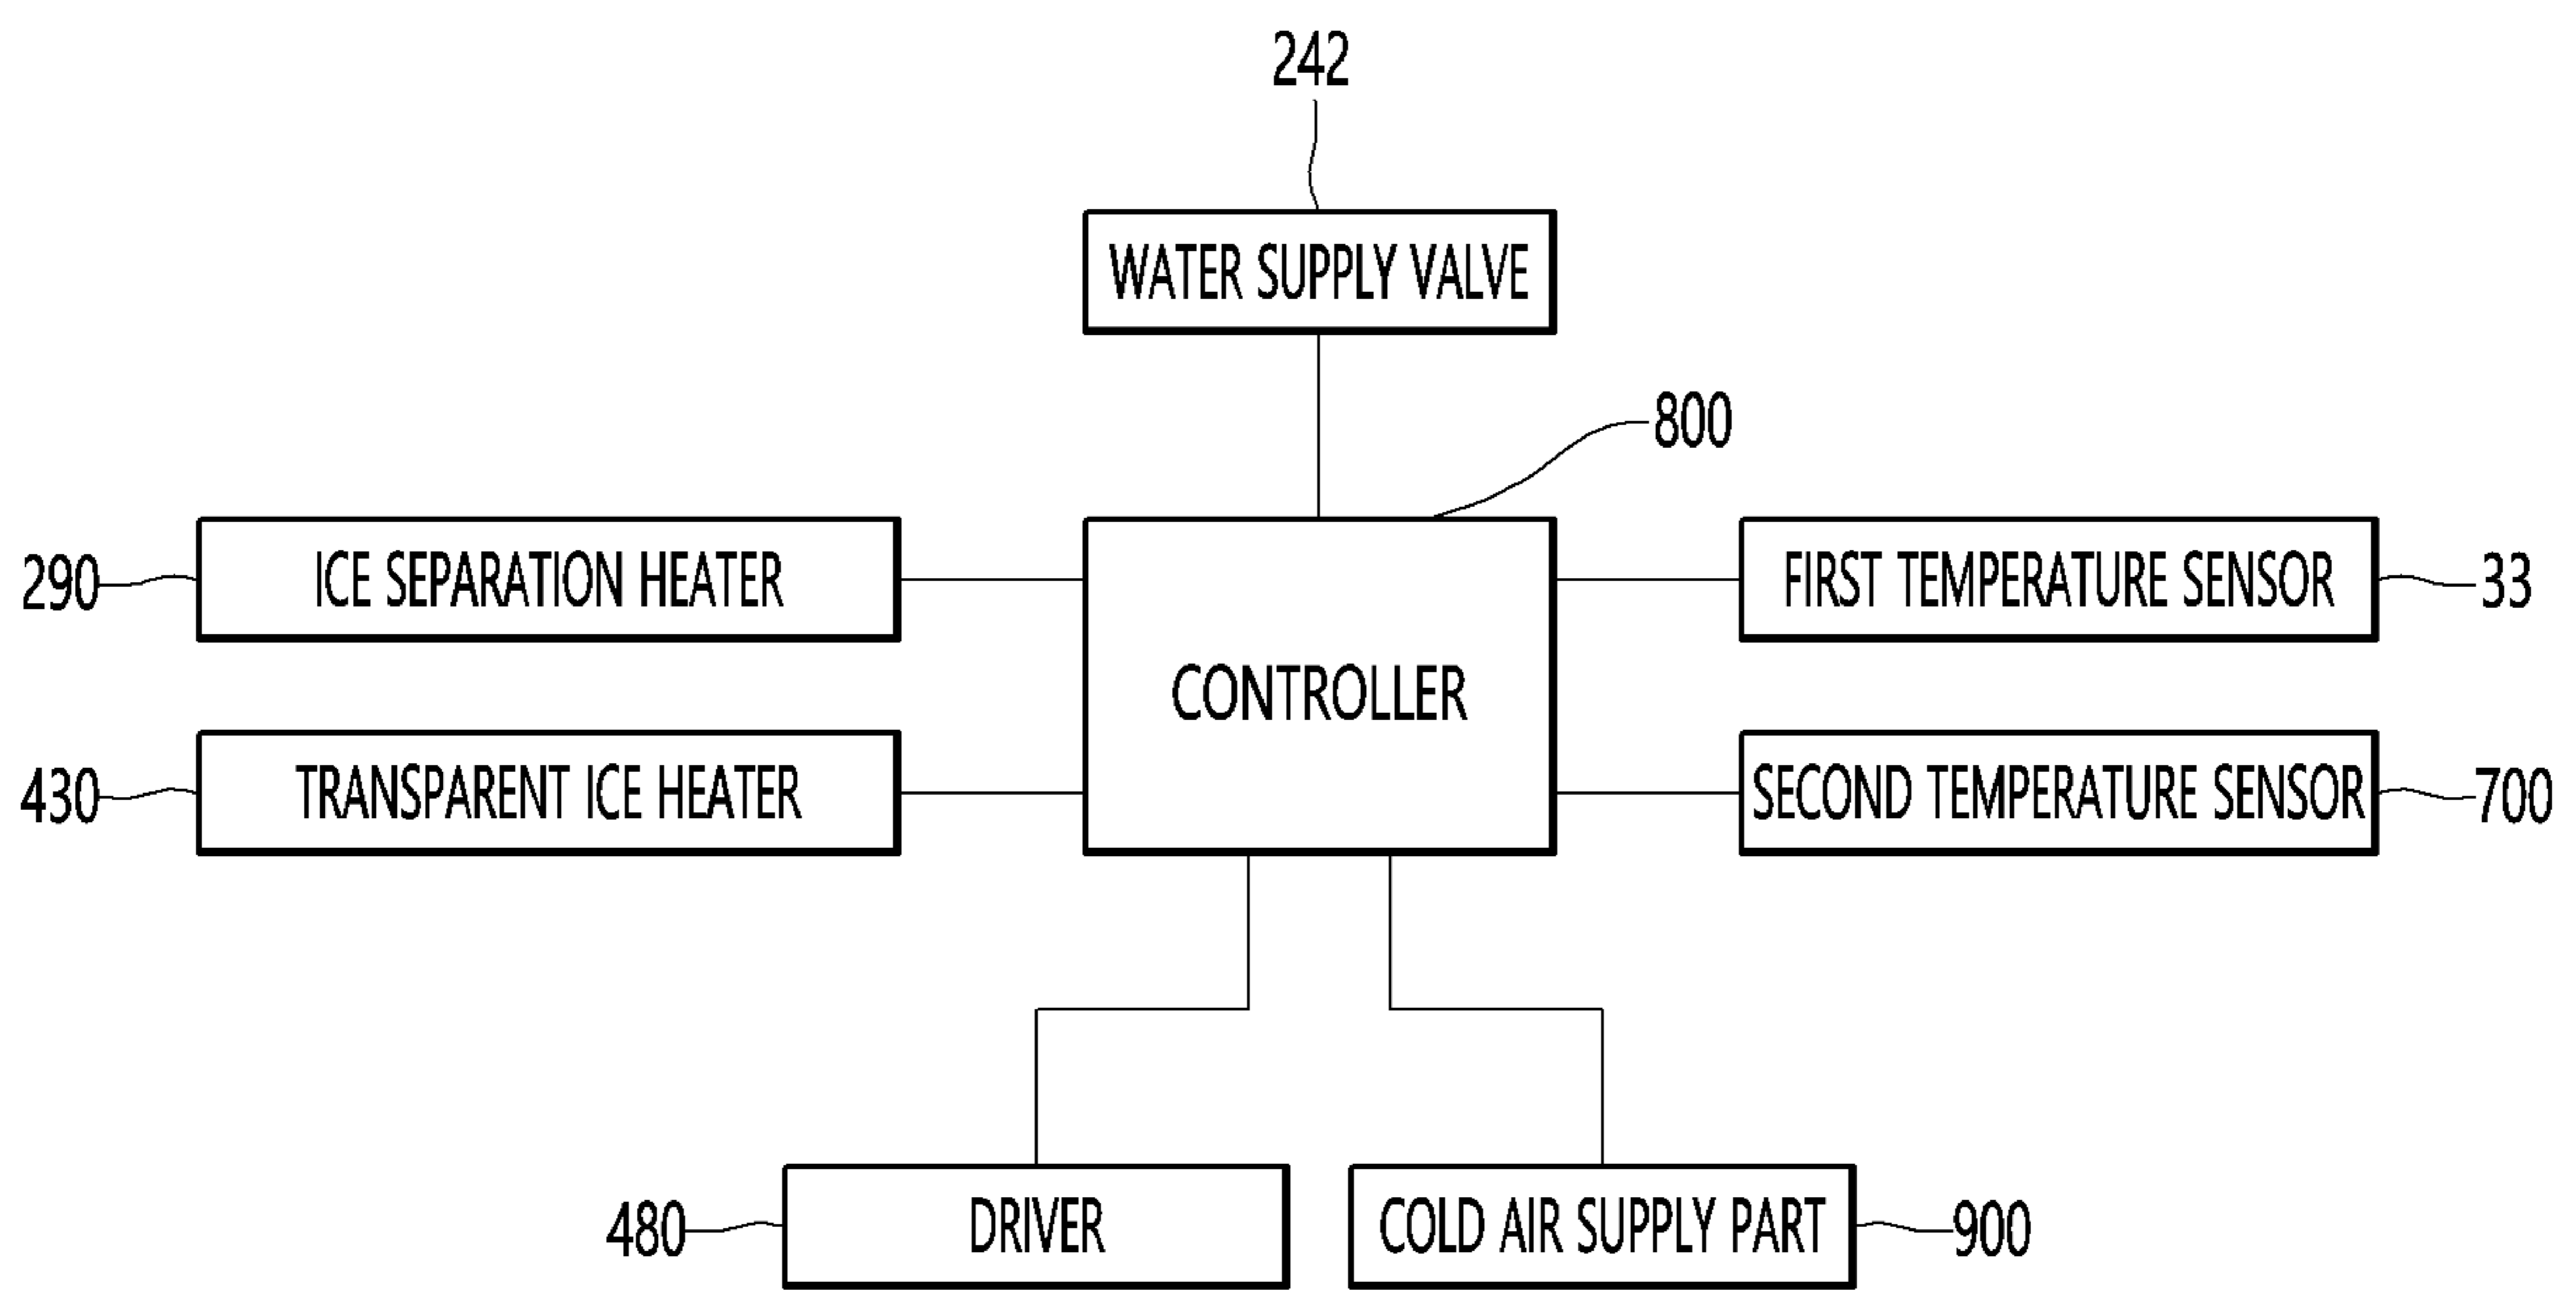 242
WATER SUPPLY VALVE
800
290
ICE SEPARATION HEATER
FIRST TEMPERATURE SENSOR
33
CONTROLLER
430
TRANSPARENT ICE HEATER
SECOND TEMPERATURE SENSOR
700
480
DRIVER
COLD AIR SUPPLY PART
900